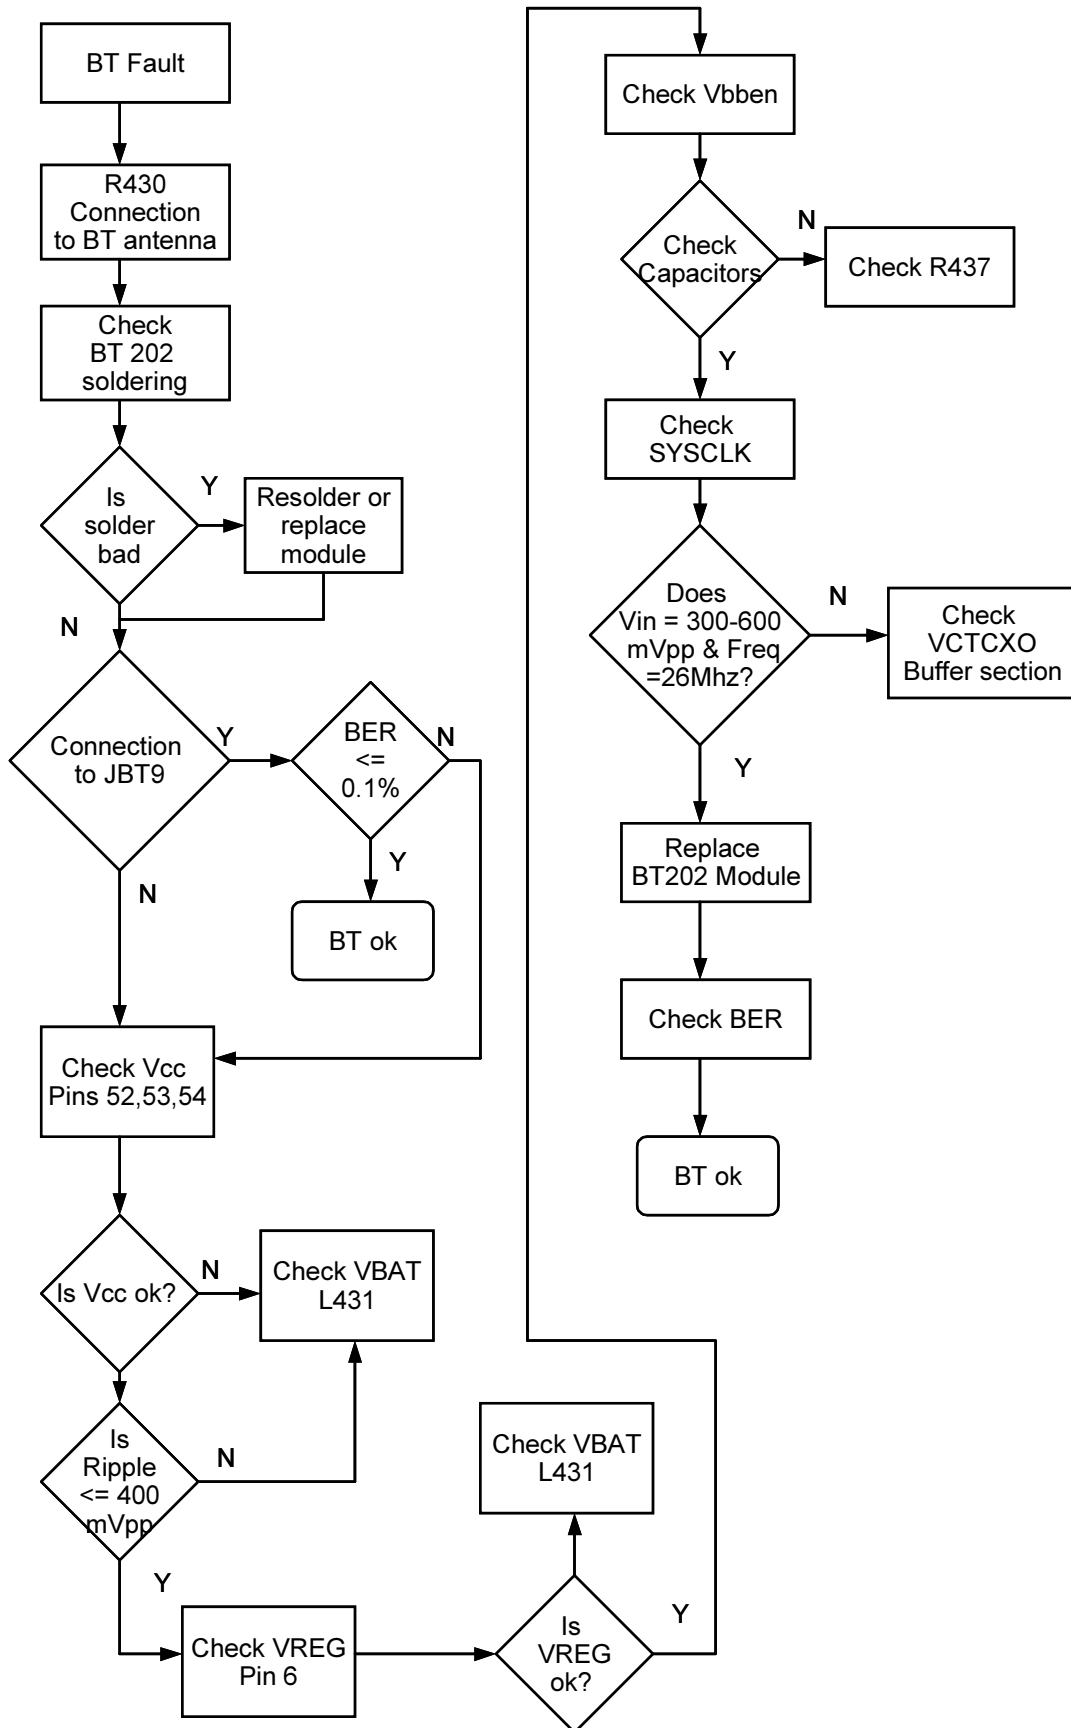 BT Fault
R430
Connection
to BT antenna
Check
BT 202
soldering
Is
solder
bad
Y
Resolder or
replace
module
N
Connection
to JBT9
Y
BER
<=
0.1%
N
Y
BT ok
N
Check Vcc
Pins 52,53,54
Is Vcc ok?
N
Check VBAT
L431
Is
Ripple
<= 400
mVpp
N
Y
Check VREG
Pin 6
Is
VREG
ok?
Check VBAT
L431
Y
Check Vbben
Check
Capacitors
N
Check R437
Y
Check
SYSCLK
Does
Vin = 300-600
mVpp & Freq
=26Mhz?
N
Check
VCTCXO
Buffer section
Y
Replace
BT202 Module
Check BER
BT ok